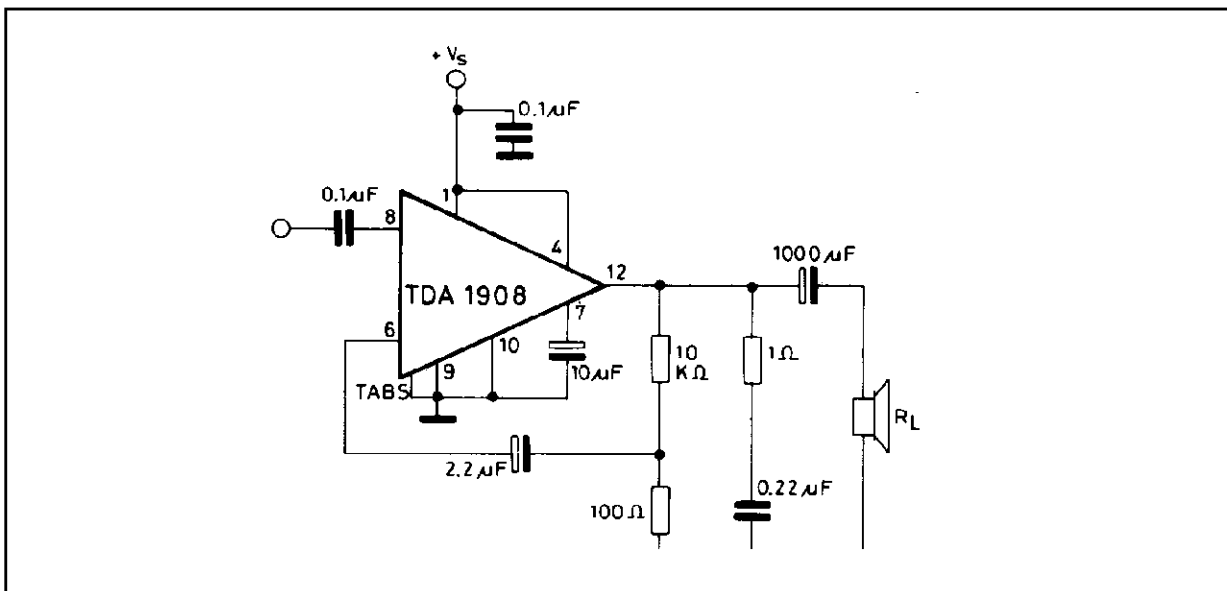 + Vs
0.1µF
0.1µF
1
8
4
12
1000µF
TDA 1908
7
6
10
10
KΩ
1Ω
9
10µF
TABS
RL
2.2µF
0.22µF
100Ω